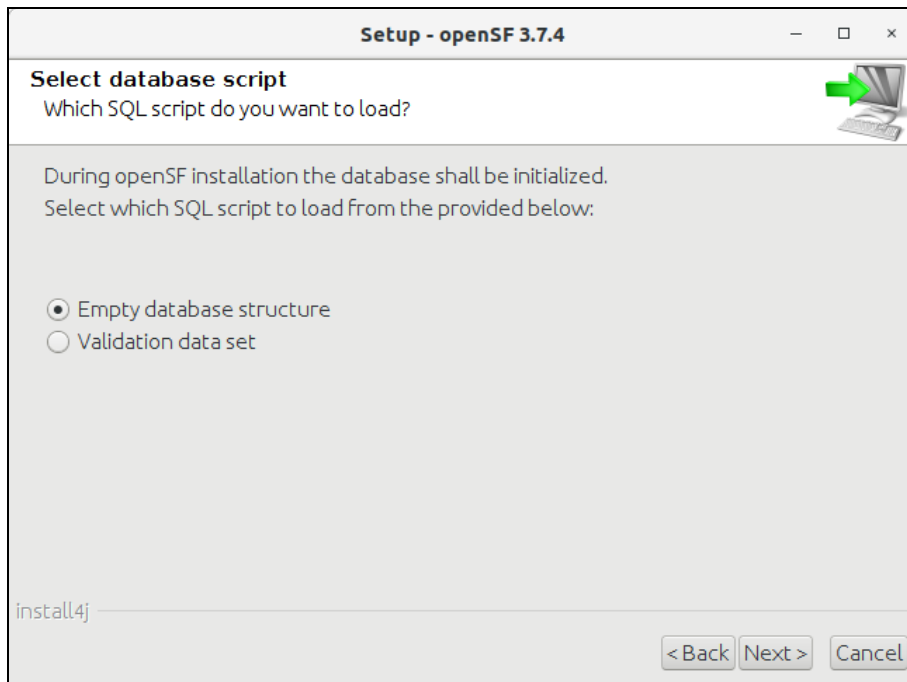 Setup - openSF 3.7.4
Select database script
Which SQL script do you want to load?
During openSF installation the database shall be initialized.
Select which SQL script to load from the provided below:
Empty database structure
Validation data set
install4j
< Back Next > Cancel